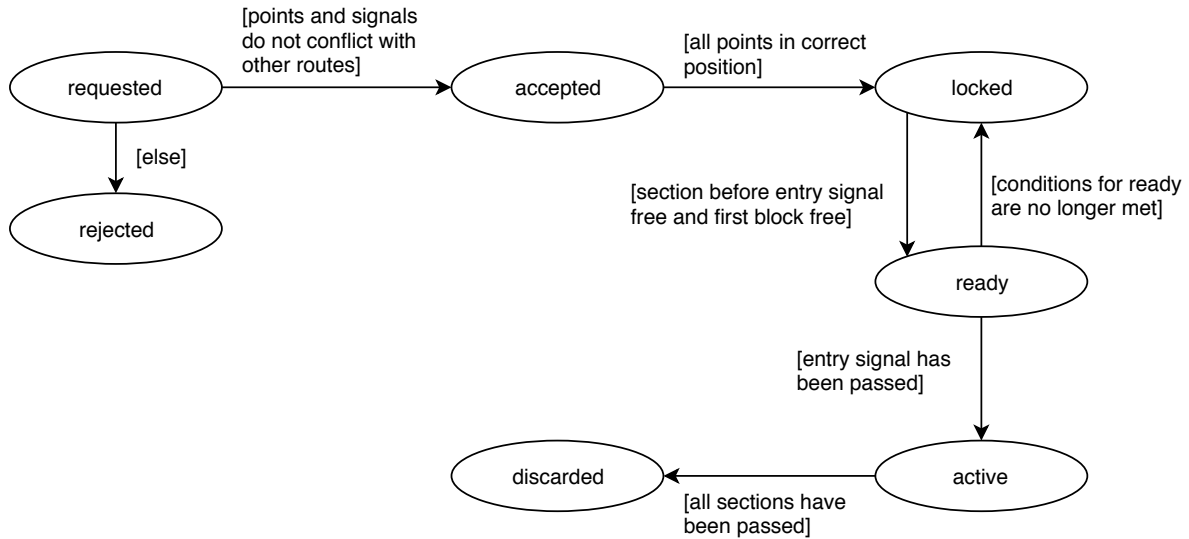 [points and signals
do not conflict with
other routes]
[all points in correct
position]
requested
accepted
locked
[else]
[section before entry signal
free and first block free]
[conditions for ready
are no longer met]
rejected
ready
[entry signal has
been passed]
discarded
active
[all sections have
been passed]